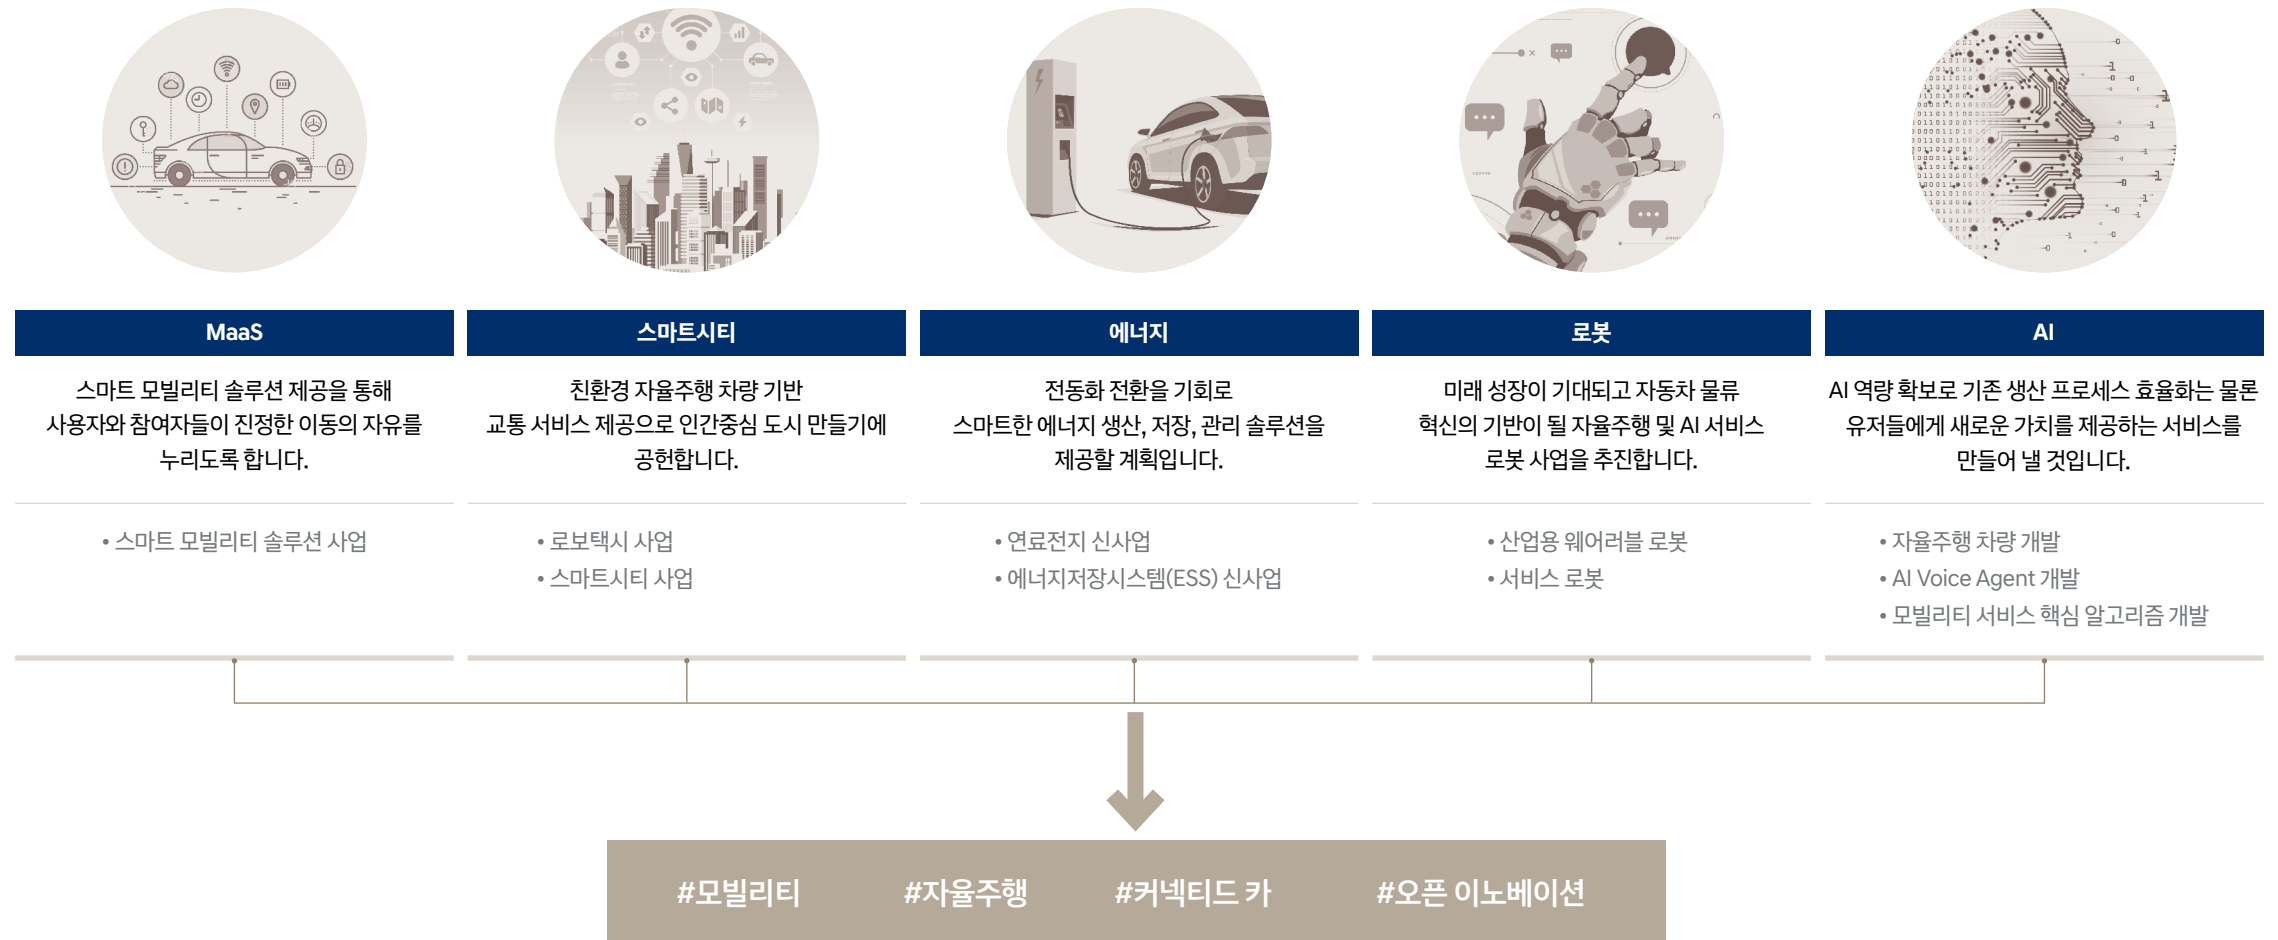 MaaS
스마트 모빌리티 솔루션 제공을 통해
사용자와 참여자들이 진정한 이동의 자유를
누리도록 합니다.
• 스마트 모빌리티 솔루션 사업
스마트시티
친환경 자율주행 차량 기반
교통 서비스 제공으로 인간중심 도시 만들기에
공헌합니다.
• 로보택시 사업
• 스마트시티 사업
에너지
전동화 전환을 기회로
스마트한 에너지 생산, 저장, 관리 솔루션을
제공할 계획입니다.
• 연료전지 신사업
• 에너지저장시스템(ESS) 신사업
로봇
미래 성장이 기대되고 자동차 물류
혁신의 기반이 될 자율주행 및 AI 서비스
로봇 사업을 추진합니다.
• 산업용 웨어러블 로봇
• 서비스 로봇
AI
AI 역량 확보로 기존 생산 프로세스 효율화는 물론
유저들에게 새로운 가치를 제공하는 서비스를
만들어 낼 것입니다.
• 자율주행 차량 개발
• AI Voice Agent 개발
• 모빌리티 서비스 핵심 알고리즘 개발
#모빌리티 #자율주행 #커넥티드 카 #오픈 이노베이션